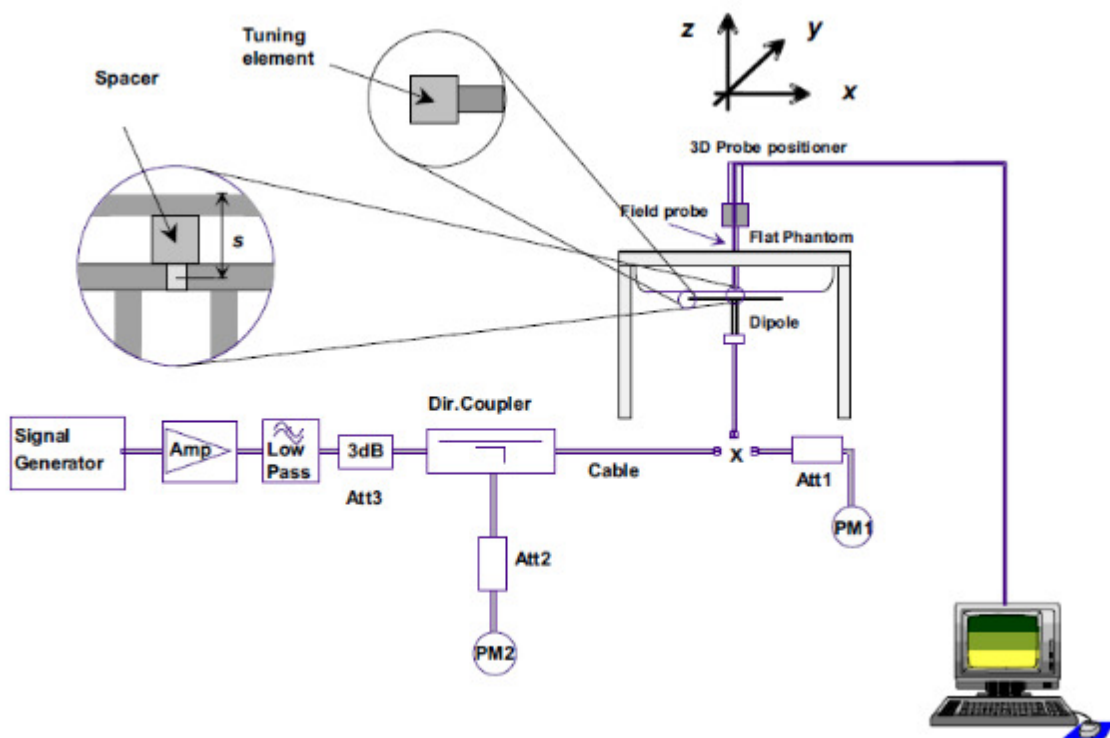 Tuning
element
Spacer
s
z
y
x
3D Probe positioner
Field probe
Flat Phantom
Dipole
Dir.Coupler
Signal
Generator
Amp
Low
Pass
3dB
Att3
Cable
X
Att1
PM1
Att2
PM2